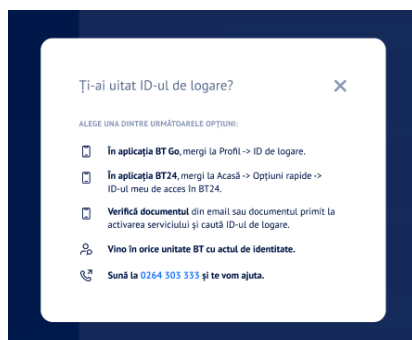 Ți-ai uitat ID-ul de logare?
ALEGE UNA DINTRE URMĂTOARELE OPȚIUNI:
În aplicația BT Go, mergi la Profil -> ID de logare.
În aplicația BT24, mergi la Acasă -> Opțiuni rapide ->
ID-ul meu de acces în BT24.
Verifică documentul din email sau documentul primit la
activarea serviciului și caută ID-ul de logare.
Vino în orice unitate BT cu actul de identitate.
Sună la 0264 303 333 și te vom ajuta.